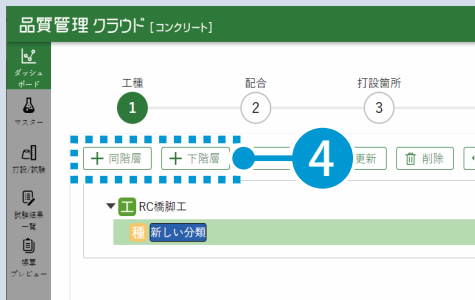 品質管理クラウド [コンクリート]
ダッシュ
ボード
マスター
打設/試験
試験結果
一覧
帳票
プレビュー
工種 配合 打設箇所
1 2 3
+ 同階層 + 下階層 4 更新 削除
工 RC橋脚工
種 新しい分類